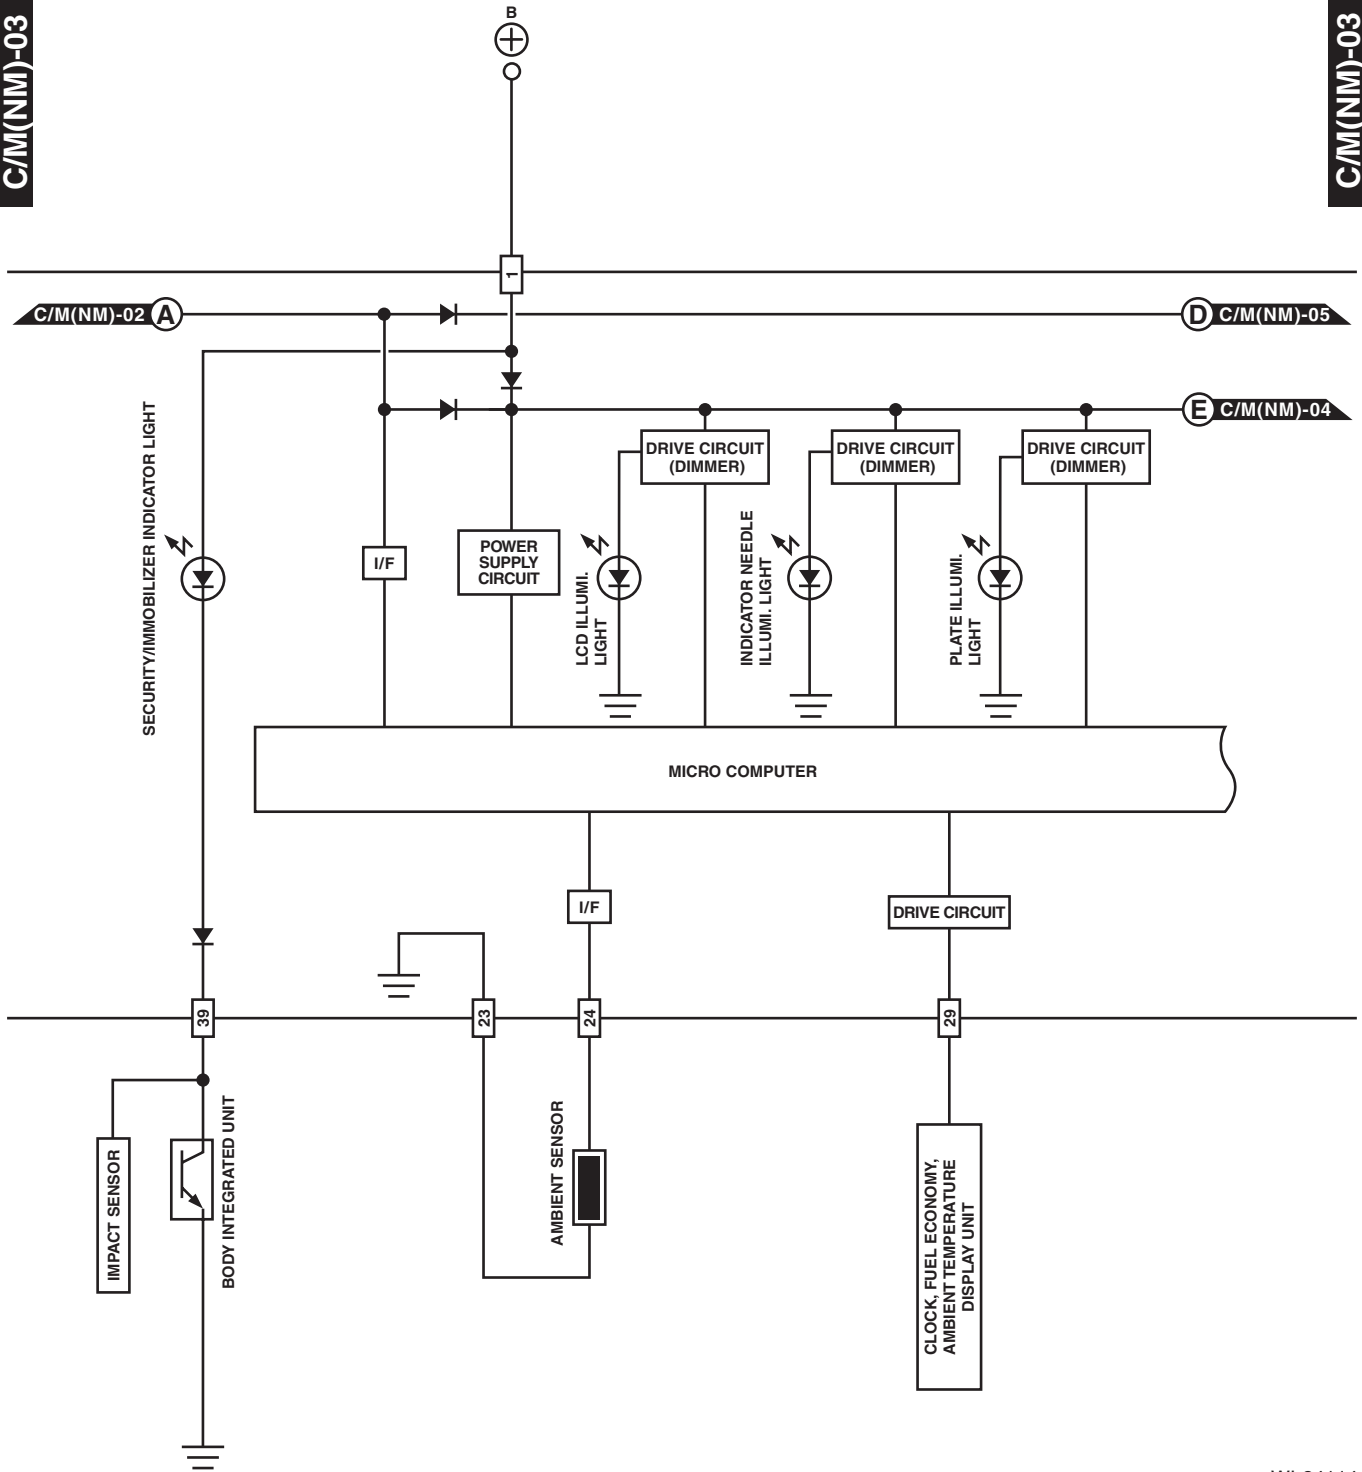 C/M(NM)-03
C/M(NM)-03
B
1
C/M(NM)-02 A
D C/M(NM)-05
E C/M(NM)-04
SECURITY/IMMOBILIZER INDICATOR LIGHT
I/F
POWER
SUPPLY
CIRCUIT
DRIVE CIRCUIT
(DIMMER)
LCD ILLUMI.
LIGHT
DRIVE CIRCUIT
(DIMMER)
INDICATOR NEEDLE
ILLUMI. LIGHT
DRIVE CIRCUIT
(DIMMER)
PLATE ILLUMI.
LIGHT
MICRO COMPUTER
I/F
DRIVE CIRCUIT
39
23
24
29
IMPACT SENSOR
BODY INTEGRATED UNIT
AMBIENT SENSOR
CLOCK, FUEL ECONOMY,
AMBIENT TEMPERATURE
DISPLAY UNIT